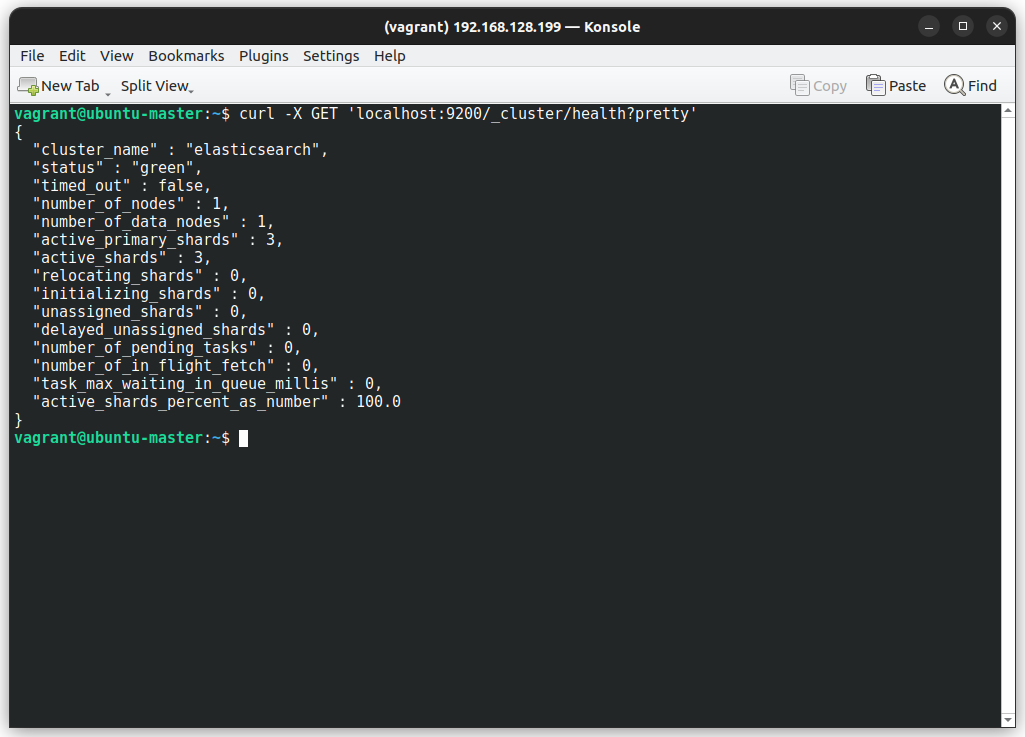 (vagrant) 192.168.128.199 — Konsole
File Edit View Bookmarks Plugins Settings Help
New Tab Split View Copy Paste Find
vagrant@ubuntu-master:~$ curl -X GET 'localhost:9200/_cluster/health?pretty'
{
  "cluster_name" : "elasticsearch",
  "status" : "green",
  "timed_out" : false,
  "number_of_nodes" : 1,
  "number_of_data_nodes" : 1,
  "active_primary_shards" : 3,
  "active_shards" : 3,
  "relocating_shards" : 0,
  "initializing_shards" : 0,
  "unassigned_shards" : 0,
  "delayed_unassigned_shards" : 0,
  "number_of_pending_tasks" : 0,
  "number_of_in_flight_fetch" : 0,
  "task_max_waiting_in_queue_millis" : 0,
  "active_shards_percent_as_number" : 100.0
}
vagrant@ubuntu-master:~$